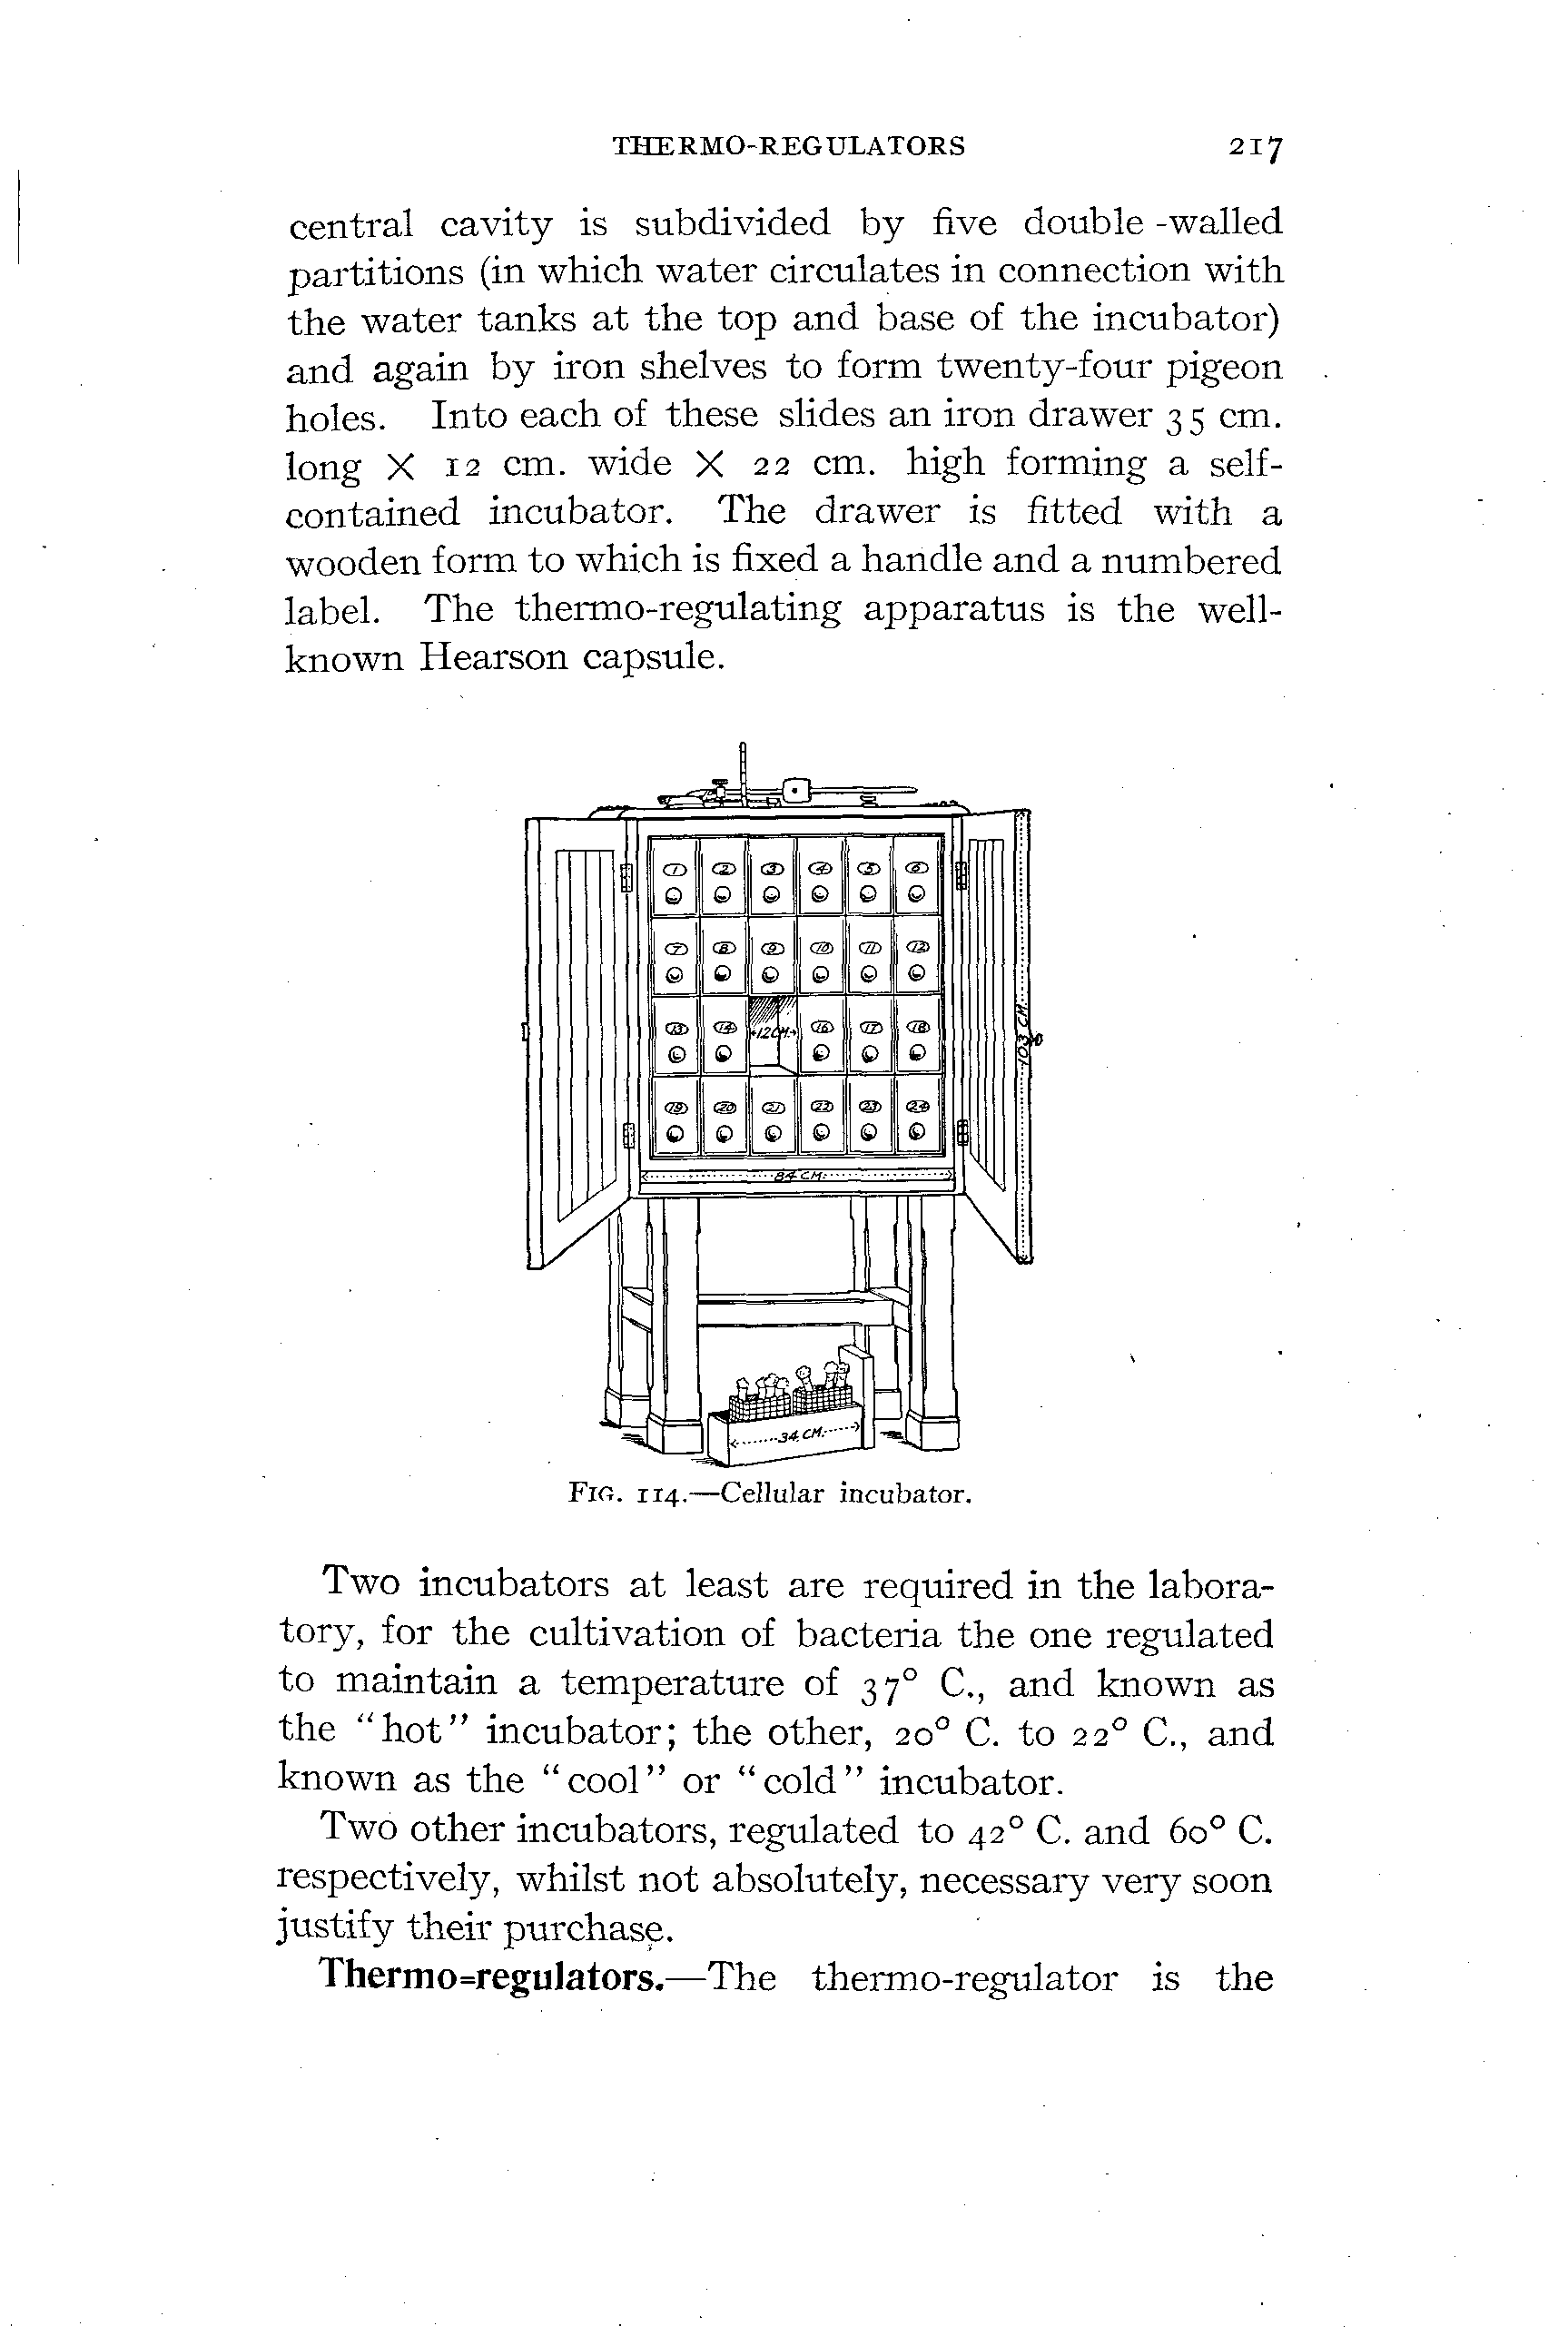 THERMO-REGULATORS 217
central cavity is subdivided by five double-walled
partitions (in which water circulates in connection with
the water tanks at the top and base of the incubator)
and again by iron shelves to form twenty-four pigeon
holes. Into each of these slides an iron drawer 35 cm.
long X 12 cm. wide X 22 cm. high forming a self-
contained incubator. The drawer is fitted with a
wooden form to which is fixed a handle and a numbered
label. The thermo-regulating apparatus is the well-
known Hearson capsule.
1 2 3 4 5 6
7 8 9 10 11 12
13 14 12CM. 16 17 18
103 CM.
19 20 21 22 23 24
84 CM.
34 CM.
FIG. 114.—Cellular incubator.
Two incubators at least are required in the labora-
tory, for the cultivation of bacteria the one regulated
to maintain a temperature of 37° C., and known as
the "hot" incubator; the other, 20° C. to 22° C., and
known as the "cool" or "cold" incubator.
Two other incubators, regulated to 42° C. and 60° C.
respectively, whilst not absolutely, necessary very soon
justify their purchase.
Thermo=regulators.—The thermo-regulator is the